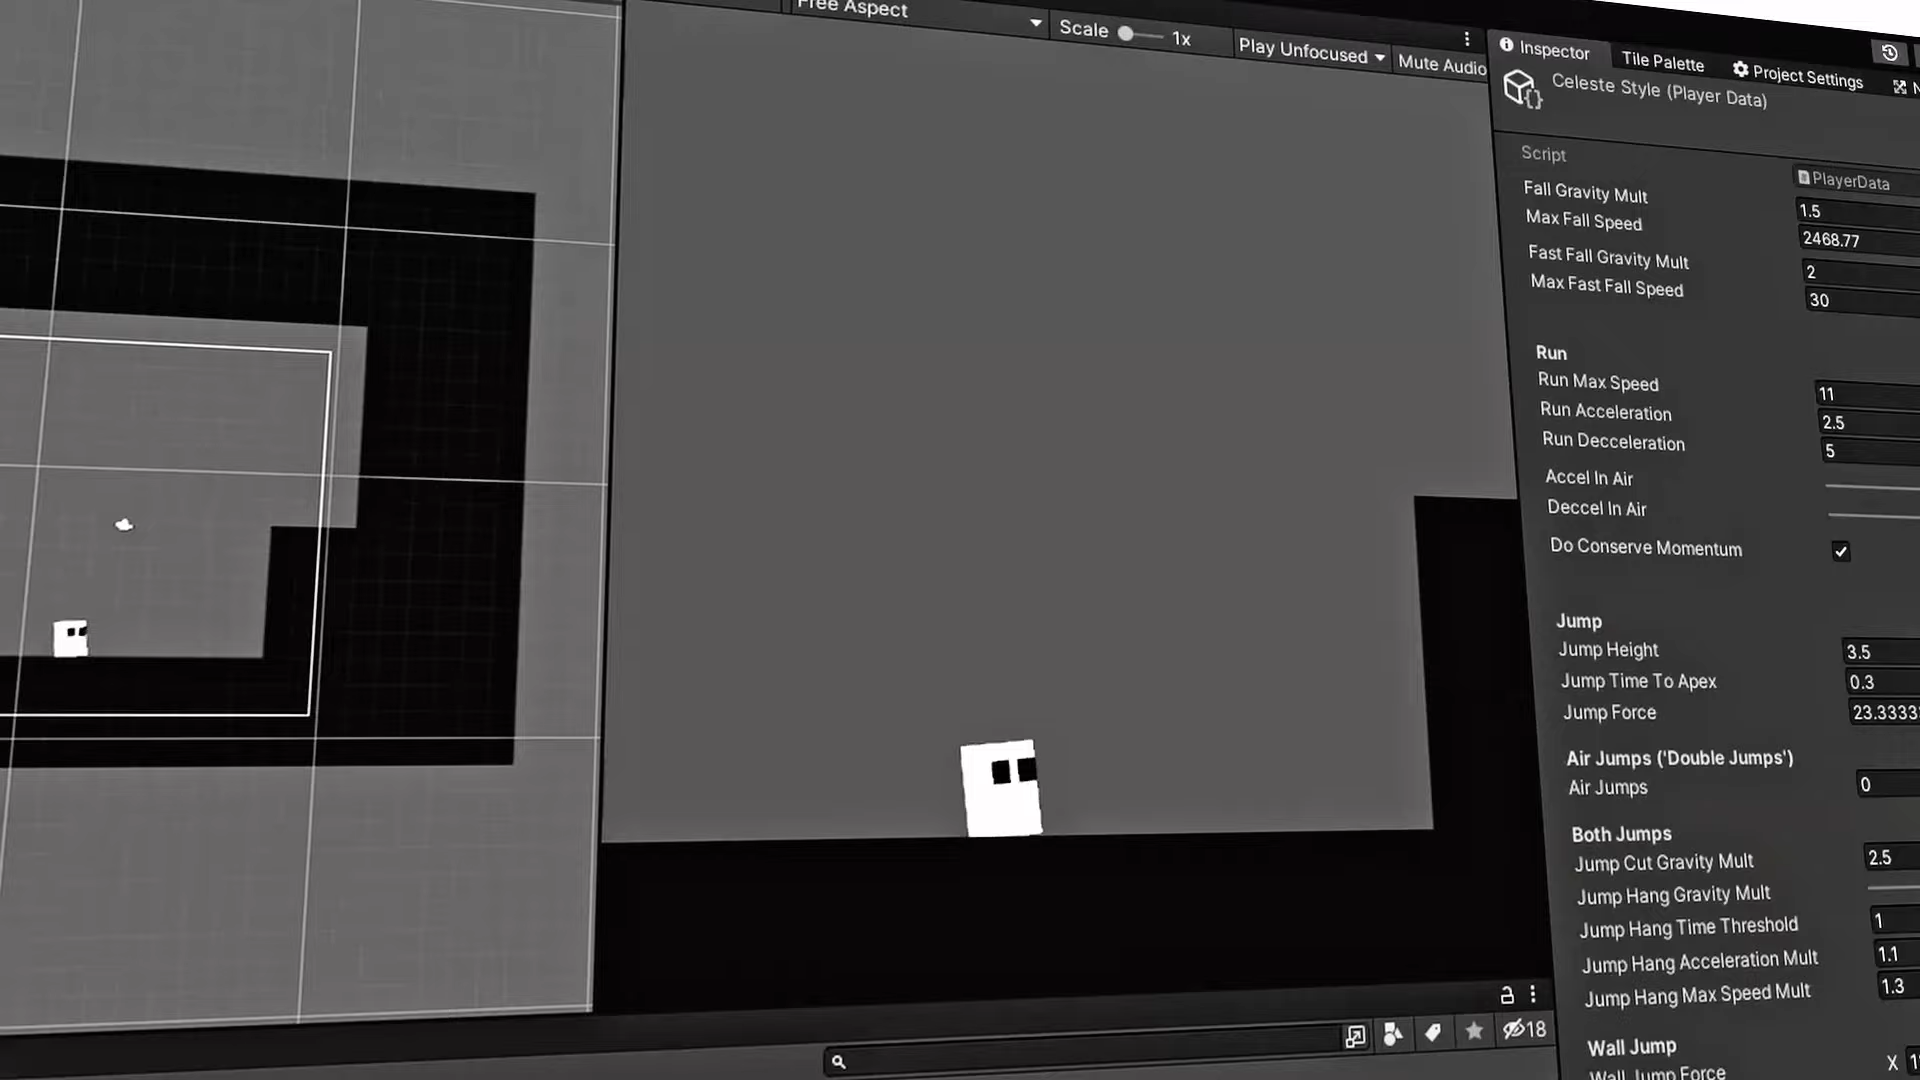 Free Aspect
Scale 1x
Play Unfocused
Mute Audio
Inspector
Tile Palette
Project Settings
Celeste Style (Player Data)
Script PlayerData
Fall Gravity Mult 1.5
Max Fall Speed 2468.77
Fast Fall Gravity Mult 2
Max Fast Fall Speed 30
Run
Run Max Speed 11
Run Acceleration 2.5
Run Decceleration 5
Accel In Air
Deccel In Air
Do Conserve Momentum
Jump
Jump Height 3.5
Jump Time To Apex 0.3
Jump Force 23.3333
Air Jumps ('Double Jumps')
Air Jumps 0
Both Jumps
Jump Cut Gravity Mult 2.5
Jump Hang Gravity Mult
Jump Hang Time Threshold 1
Jump Hang Acceleration Mult 1.1
Jump Hang Max Speed Mult 1.3
18
Wall Jump
Wall Jump Force X